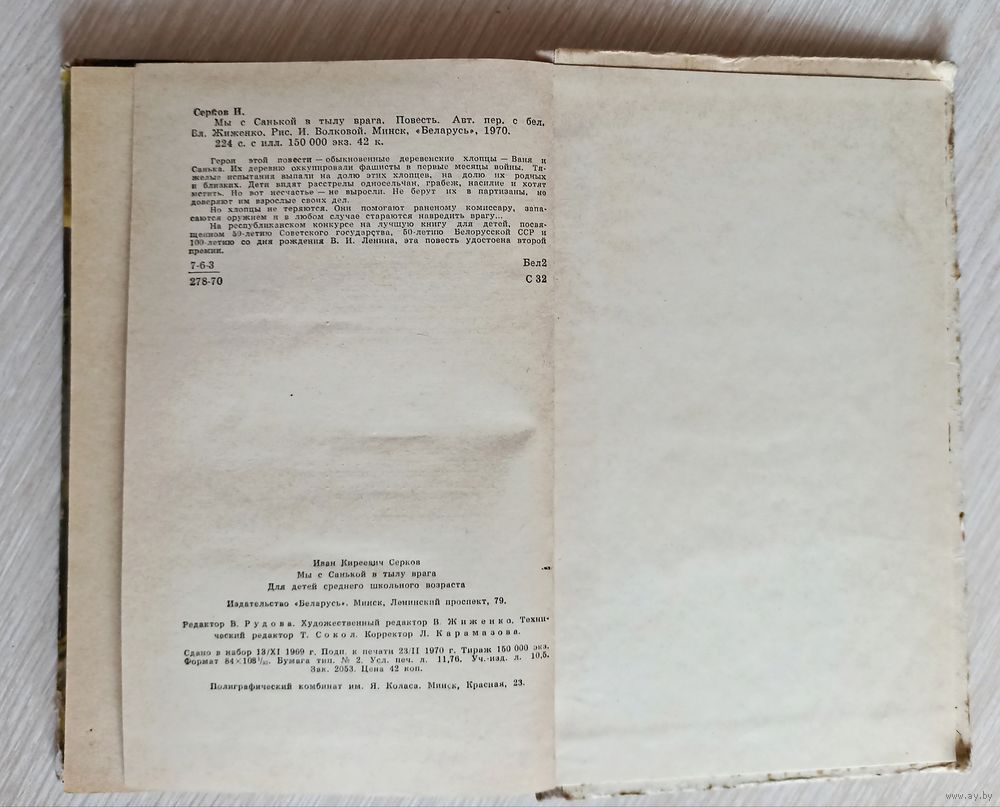 Серков И.
Мы с Санькой в тылу врага. Повесть. Авт. пер. с бел.
Вл. Жиженко. Рис. И. Волковой. Минск, «Беларусь», 1970.
224 с. с илл. 150 000 экз. 42 к.
Герои этой повести — обыкновенные деревенские хлопцы — Ваня и
Санька. Их деревню оккупировали фашисты в первые месяцы войны. Тя-
желые испытания выпали на долю этих хлопцев, на долю их родных
и близких. Дети видят расстрелы односельчан, грабеж, насилие и хотят
мстить. Но вот несчастье — не выросли. Не берут их в партизаны, не
доверяют им взрослые своих дел.
Но хлопцы не теряются. Они помогают раненому комиссару, запа-
саются оружием и в любом случае стараются навредить врагу...
На республиканском конкурсе на лучшую книгу для детей, посвя-
щенном 50-летию Советского государства, 50-летию Белорусской ССР и
100-летию со дня рождения В. И. Ленина, эта повесть удостоена второй
премии.
7-6-3 Бел2
278-70 С 32
Иван Киреевич Серков
Мы с Санькой в тылу врага
Для детей среднего школьного возраста
Издательство «Беларусь». Минск, Ленинский проспект, 79.
Редактор В. Рудова. Художественный редактор В. Жиженко. Техни-
ческий редактор Т. Сокол. Корректор Л. Карамазова.
Сдано в набор 13/XI 1969 г. Подп. к печати 23/II 1970 г. Тираж 150 000 экз.
Формат 84×108¹/₃₂. Бумага тип. № 2. Усл. печ. л. 11,76. Уч.-изд. л. 10,5.
Зак. 2053. Цена 42 коп.
Полиграфический комбинат им. Я. Коласа. Минск, Красная, 23.
www.ay.by